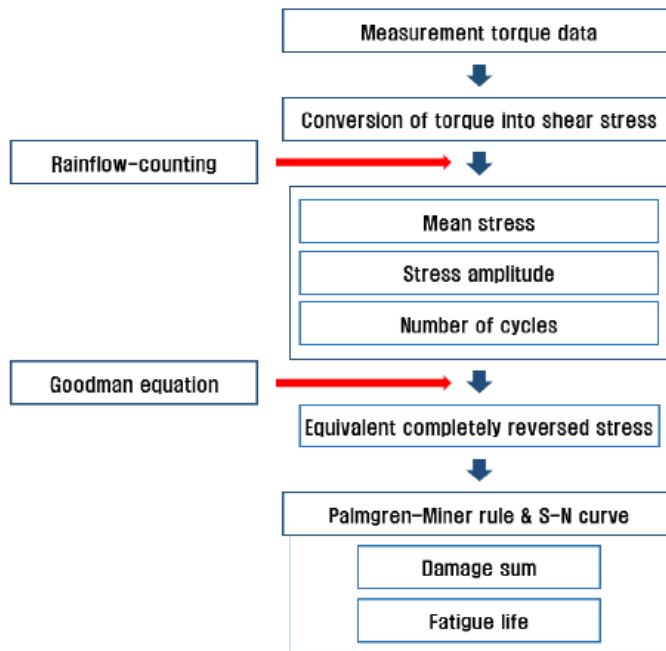 Measurement torque data
Conversion of torque into shear stress
Rainflow-counting
Mean stress
Stress amplitude
Number of cycles
Goodman equation
Equivalent completely reversed stress
Palmgren-Miner rule & S-N curve
Damage sum
Fatigue life